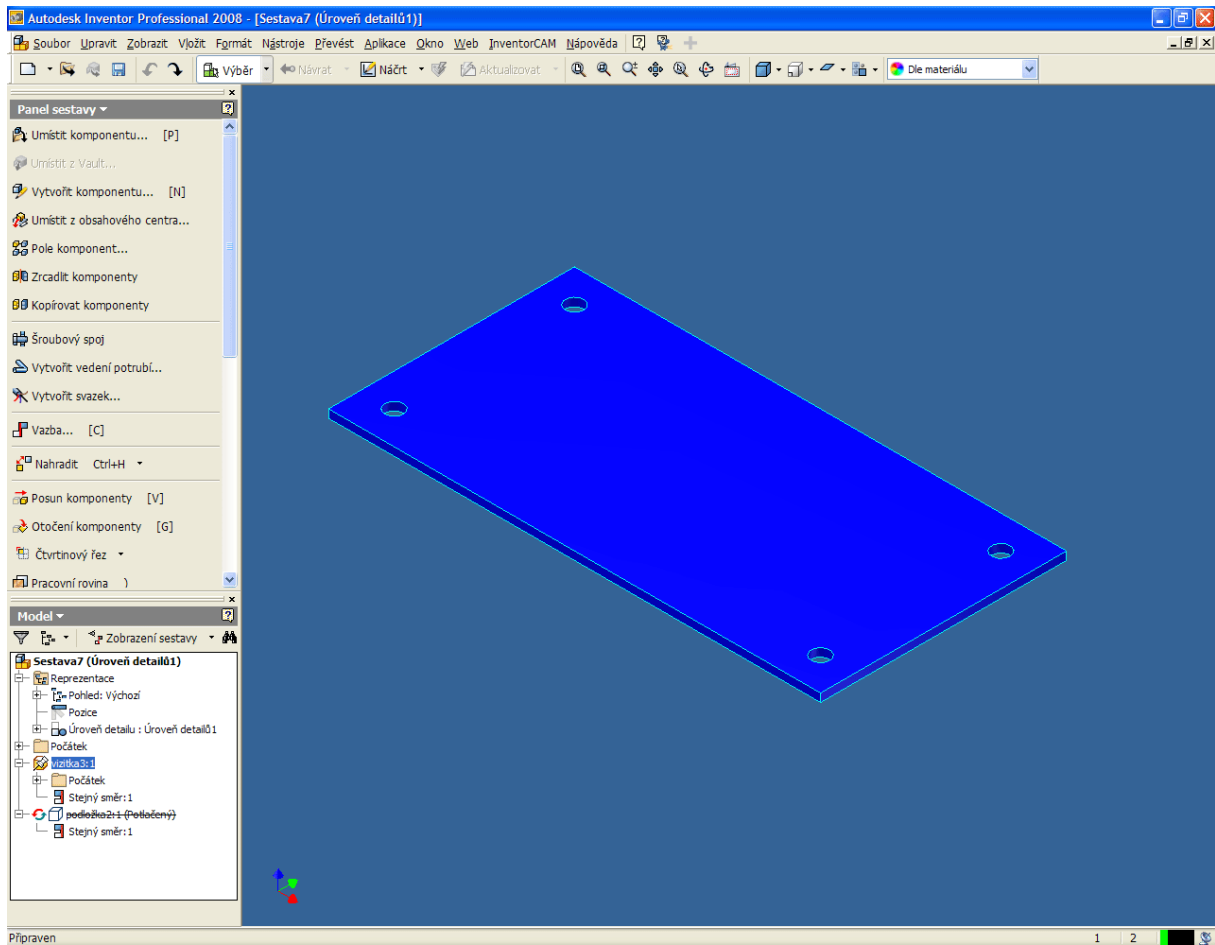 Autodesk Inventor Professional 2008 - [Sestava7 (Úroveň detailů1)]
Soubor Upravit Zobrazit Vložit Formát Nástroje Převést Aplikace Okno Web InventorCAM Nápověda
Výběr Návrat Náčrt Aktualizovat Dle materiálu
Panel sestavy
Umístit komponentu... [P]
Umístit z Vault...
Vytvořit komponentu... [N]
Umístit z obsahového centra...
Pole komponent...
Zrcadlit komponenty
Kopírovat komponenty
Šroubový spoj
Vytvořit vedení potrubí...
Vytvořit svazek...
Vazba... [C]
Nahradit Ctrl+H
Posun komponenty [V]
Otočení komponenty [G]
Čtvrtinový řez
Pracovní rovina )
Model
Zobrazení sestavy
Sestava7 (Úroveň detailů1)
Reprezentace
Pohled: Výchozí
Pozice
Úroveň detailu : Úroveň detailů1
Počátek
vizitka3:1
Počátek
Stejný směr:1
podložka2:1 (Potlačený)
Stejný směr:1
Připraven 1 2